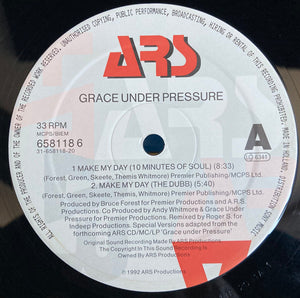 UNAUTHORISED COPYING, PUBLIC PERFORMANCE, BROADCASTING, HIRING OR RENTAL OF THIS RECORD
ARS
GRACE UNDER PRESSURE
33 RPM
MCPS/BIEM
658118 6
31-658118-20
A
LC 6341
1 MAKE MY DAY (10 MINUTES OF SOUL) (8:33)
(Forest, Green, Skeete, Themis Whitmore) Premier Publishing/MCPS Ltd.
2. MAKE MY DAY (THE DUBB) (5:40)
(Forest, Green, Skeete, Themis Whitmore) Premier Publishing/MCPS Ltd.
Produced by Bruce Forest for Premier Productions and A.R.S.
Productions. Co Produced by Andy Whitmore & Grace Under
Pressure for Premier Productions. Remixed by Roger S. for
Indeep Productions. Special Versions adapted from the
forthcoming ARS CD/MC/LP 'Grace under Pressure'
Original Sound Recording Made By ARS Productions
The Copyright In This Sound Recording Is
Owned By ARS Productions
© 1992 ARS Productions
ALL RIGHTS OF THE PRODUCER AND OF THE OWNER OF THE RECORDED WORK RESERVED.
MADE IN HOLLAND. DISTRIBUTION SONY MUSIC